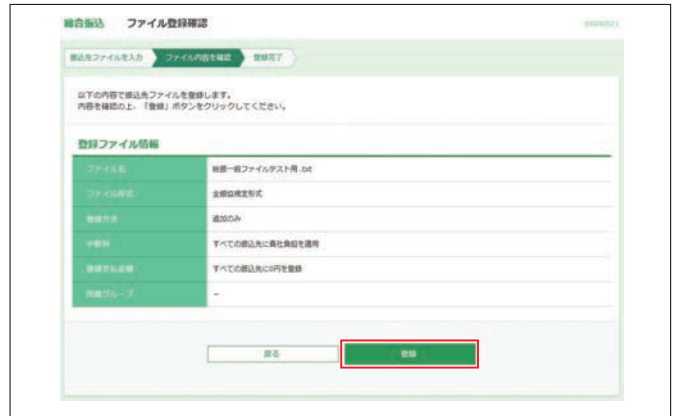 総合振込 ファイル登録確認
振込先ファイルを入力 ファイル内容を確認 登録完了
以下の内容で振込先ファイルを登録します。
内容を確認の上、「登録」ボタンをクリックしてください。
登録ファイル情報
ファイル名
ファイル形式 全銀協規定形式
登録方法 追加のみ
手数料 すべての振込先に貴社負担を適用
登録支払金額 すべての振込先に0円を登録
所属グループ －
戻る 登録